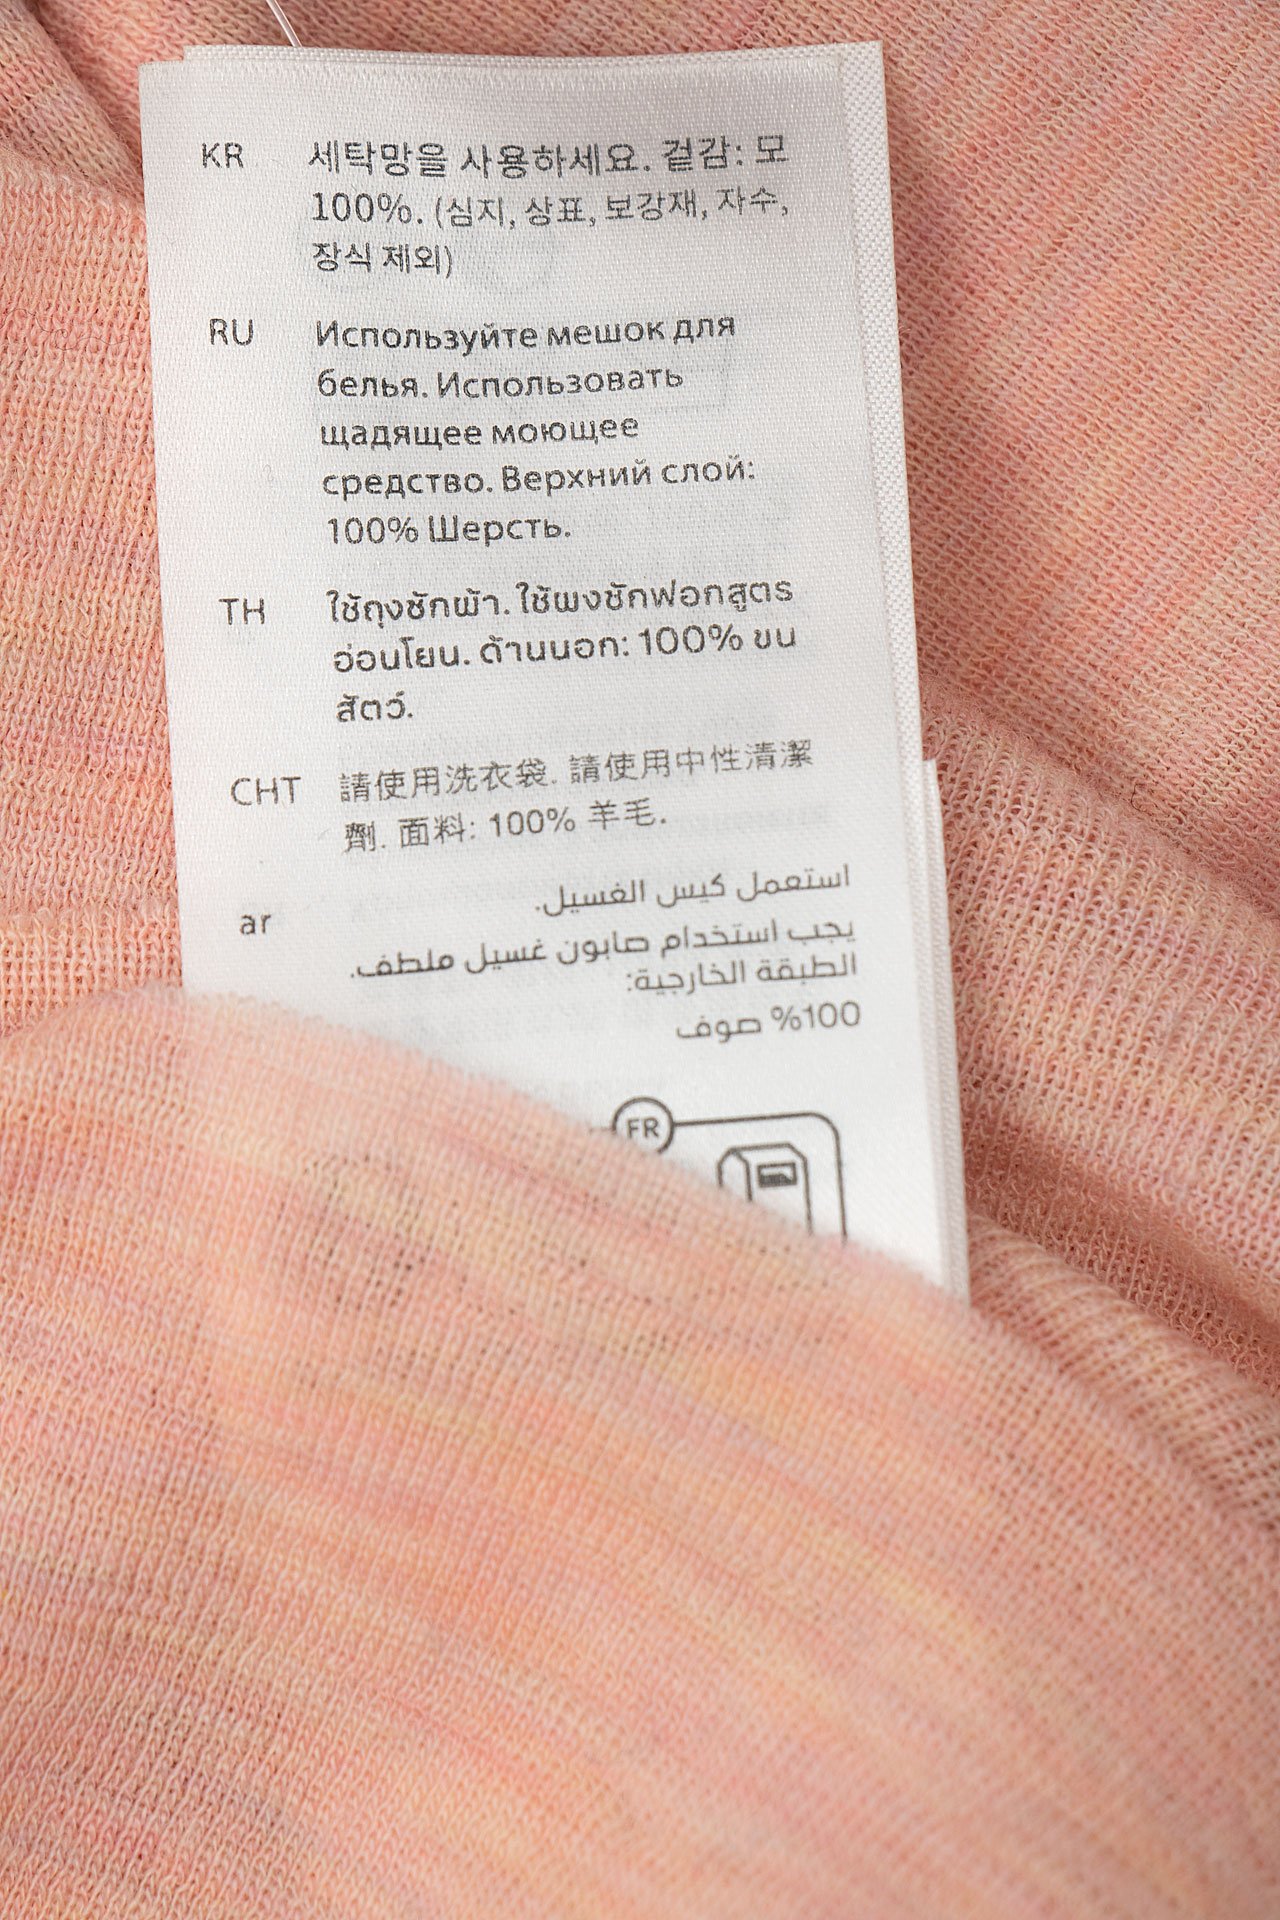 KR 세탁망을 사용하세요. 겉감: 모
100%. (심지, 상표, 보강재, 자수,
장식 제외)
RU Используйте мешок для
белья. Использовать
щадящее моющее
средство. Верхний слой:
100% Шерсть.
TH ใช้ถุงซักผ้า. ใช้ผงซักฟอกสูตร
อ่อนโยน. ด้านนอก: 100% ขน
สัตว์.
CHT 請使用洗衣袋. 請使用中性清潔
劑. 面料: 100% 羊毛.
ar استعمل كيس الغسيل.
يجب استخدام صابون غسيل ملطف.
الطبقة الخارجية:
100% صوف
FR